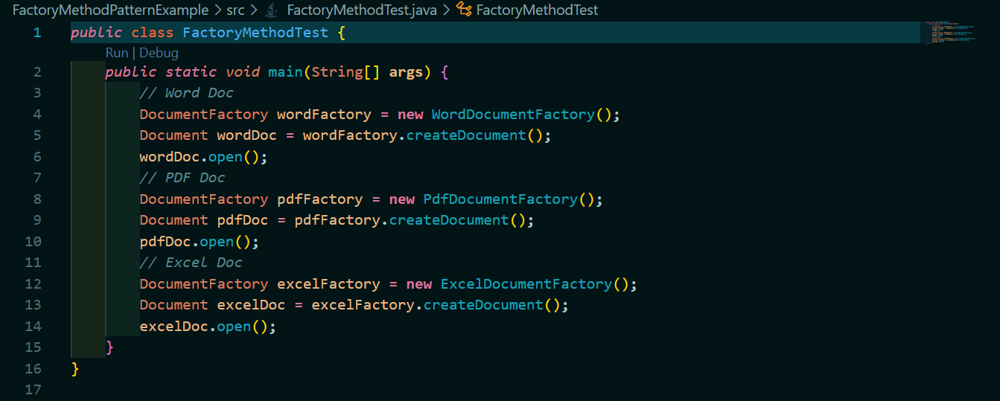 FactoryMethodPatternExample > src > FactoryMethodTest.java > FactoryMethodTest
1 public class FactoryMethodTest {
Run | Debug
2 public static void main(String[] args) {
3 // Word Doc
4 DocumentFactory wordFactory = new WordDocumentFactory();
5 Document wordDoc = wordFactory.createDocument();
6 wordDoc.open();
7 // PDF Doc
8 DocumentFactory pdfFactory = new PdfDocumentFactory();
9 Document pdfDoc = pdfFactory.createDocument();
10 pdfDoc.open();
11 // Excel Doc
12 DocumentFactory excelFactory = new ExcelDocumentFactory();
13 Document excelDoc = excelFactory.createDocument();
14 excelDoc.open();
15 }
16 }
17